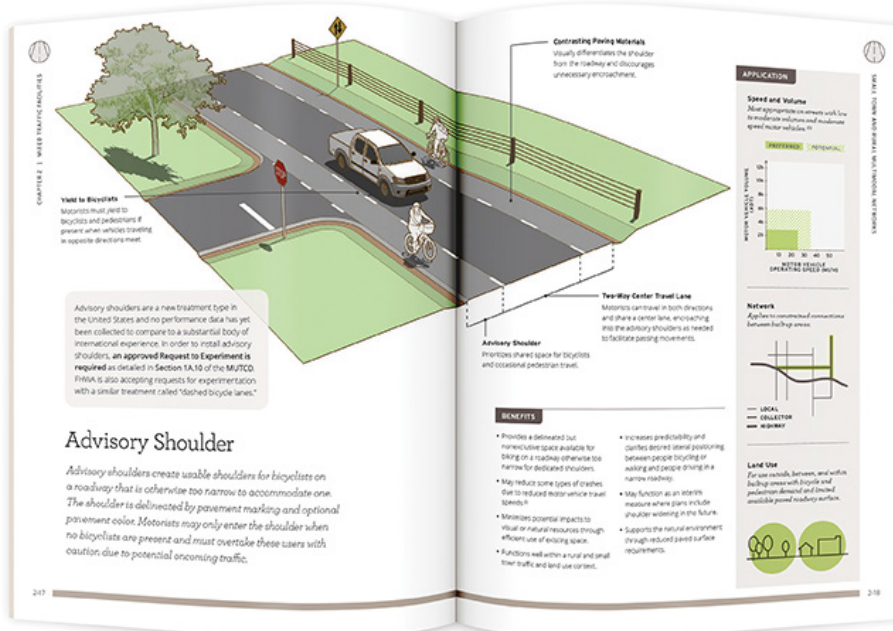 CHAPTER 2 | MIXED TRAFFIC FACILITIES
Yield to Bicyclists
Motorists must yield to
bicyclists and pedestrians if
present when vehicles traveling
in opposite directions meet.
Advisory shoulders are a new treatment type in
the United States and no performance data has yet
been collected to compare to a substantial body of
international experience. In order to install advisory
shoulders, an approved Request to Experiment is
required as detailed in Section 1A.10 of the MUTCD.
FHWA is also accepting requests for experimentation
with a similar treatment called "dashed bicycle lanes."
Advisory Shoulder
Advisory shoulders create usable shoulders for bicyclists on
a roadway that is otherwise too narrow to accommodate one.
The shoulder is delineated by pavement marking and optional
pavement color. Motorists may only enter the shoulder when
no bicyclists are present and must overtake these users with
caution due to potential oncoming traffic.
2-17
Contrasting Paving Materials
Visually differentiates the shoulder
from the roadway and discourages
unnecessary encroachment.
Two-Way Center Travel Lane
Motorists can travel in both directions
and share a center lane, encroaching
into the advisory shoulders as needed
to facilitate passing movements.
Advisory Shoulder
Prioritizes shared space for bicyclists
and occasional pedestrian travel.
BENEFITS
• Provides a delineated but
nonexclusive space available for
biking on a roadway otherwise too
narrow for dedicated shoulders.
• May reduce some types of crashes
due to reduced motor vehicle travel
speeds.
• Minimizes potential impacts to
visual or natural resources through
efficient use of existing space.
• Functions well within a rural and small
town traffic and land use context.
• Increases predictability and
clarifies desired lateral positioning
between people bicycling or
walking and people driving in a
narrow roadway.
• May function as an interim
measure where plans include
shoulder widening in the future.
• Supports the natural environment
through reduced paved surface
requirements.
APPLICATION
Speed and Volume
Most appropriate on streets with low
to moderate volumes and moderate
speed motor vehicles.
PREFERRED POTENTIAL
MOTOR VEHICLE VOLUME
(ADT)
12k
10k
8k
6k
4k
2k
10 20 30 40 50
MOTOR VEHICLE
OPERATING SPEED (MI/H)
Network
Applies to constrained connections
between built-up areas.
LOCAL
COLLECTOR
HIGHWAY
Land Use
For use outside, between, and within
built-up areas with bicycle and
pedestrian demand and limited
available paved roadway surface.
SMALL TOWN AND RURAL MULTIMODAL NETWORKS
2-18